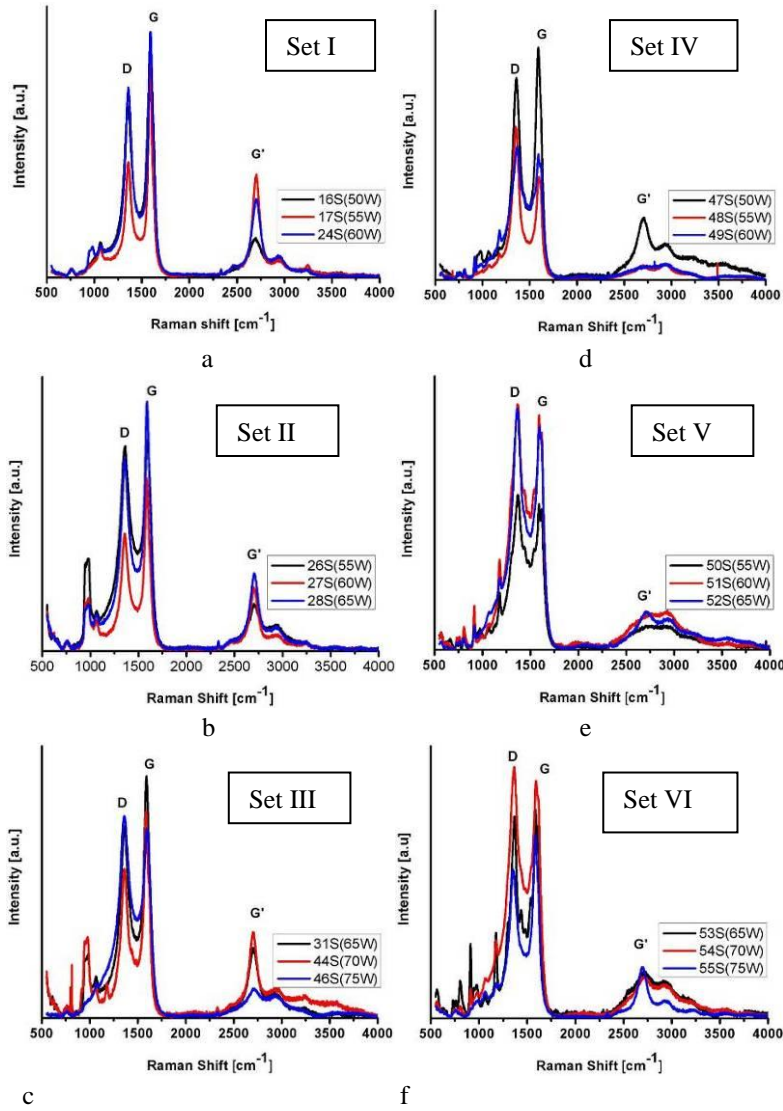 Set I
D
G
G'
16S(50W)
17S(55W)
24S(60W)
Intensity [a.u.]
500 1000 1500 2000 2500 3000 3500 4000
Raman shift [cm-1]
a
Set IV
D
G
G'
47S(50W)
48S(55W)
49S(60W)
Intensity [a.u.]
500 1000 1500 2000 2500 3000 3500 4000
Raman Shift [cm-1]
d
Set II
D
G
G'
26S(55W)
27S(60W)
28S(65W)
Intensity [a.u.]
500 1000 1500 2000 2500 3000 3500 4000
Raman Shift [cm-1]
b
Set V
D
G
G'
50S(55W)
51S(60W)
52S(65W)
Intensity [a.u.]
500 1000 1500 2000 2500 3000 3500 4000
Raman Shift [cm-1]
e
Set III
D
G
G'
31S(65W)
44S(70W)
46S(75W)
Intensity [a.u.]
500 1000 1500 2000 2500 3000 3500 4000
Raman Shift [cm-1]
c
Set VI
D
G
G'
53S(65W)
54S(70W)
55S(75W)
Intensity [a.u]
500 1000 1500 2000 2500 3000 3500 4000
Raman Shift [cm-1]
f